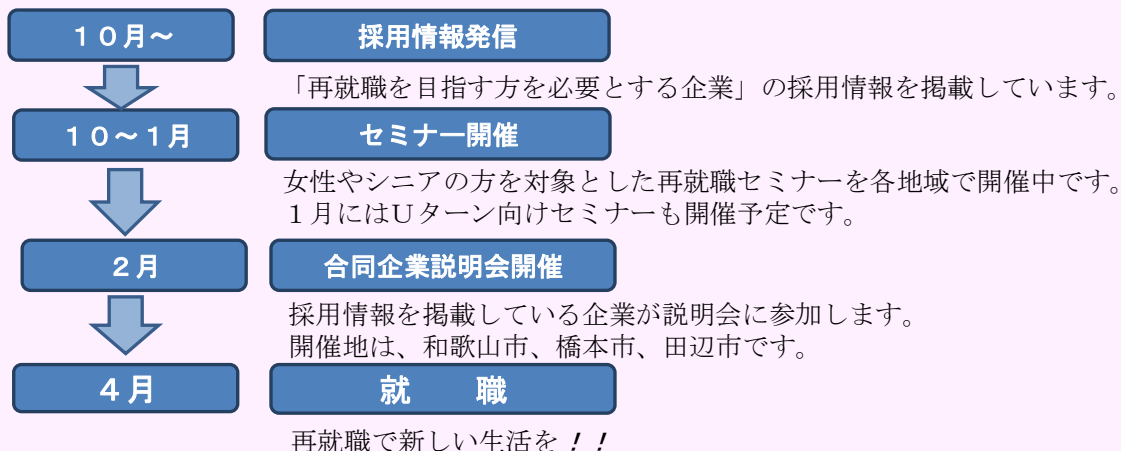 １０月～
採用情報発信
「再就職を目指す方を必要とする企業」の採用情報を掲載しています。
１０～１月
セミナー開催
女性やシニアの方を対象とした再就職セミナーを各地域で開催中です。
１月にはＵターン向けセミナーも開催予定です。
２月
合同企業説明会開催
採用情報を掲載している企業が説明会に参加します。
開催地は、和歌山市、橋本市、田辺市です。
４月
就　職
再就職で新しい生活を！！